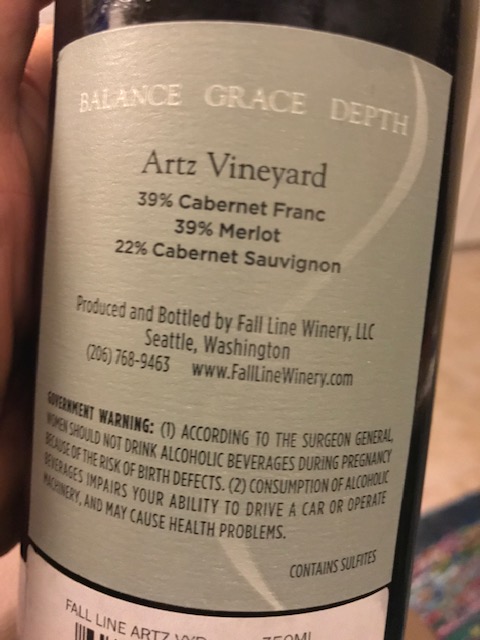 BALANCE GRACE DEPTH
Artz Vineyard
39% Cabernet Franc
39% Merlot
22% Cabernet Sauvignon
Produced and Bottled by Fall Line Winery, LLC
Seattle, Washington
(206) 768-9463 www.FallLineWinery.com
GOVERNMENT WARNING: (1) ACCORDING TO THE SURGEON GENERAL,
WOMEN SHOULD NOT DRINK ALCOHOLIC BEVERAGES DURING PREGNANCY
BECAUSE OF THE RISK OF BIRTH DEFECTS. (2) CONSUMPTION OF ALCOHOLIC
BEVERAGES IMPAIRS YOUR ABILITY TO DRIVE A CAR OR OPERATE
MACHINERY, AND MAY CAUSE HEALTH PROBLEMS.
CONTAINS SULFITES
FALL LINE ARTZ VYD 750ML